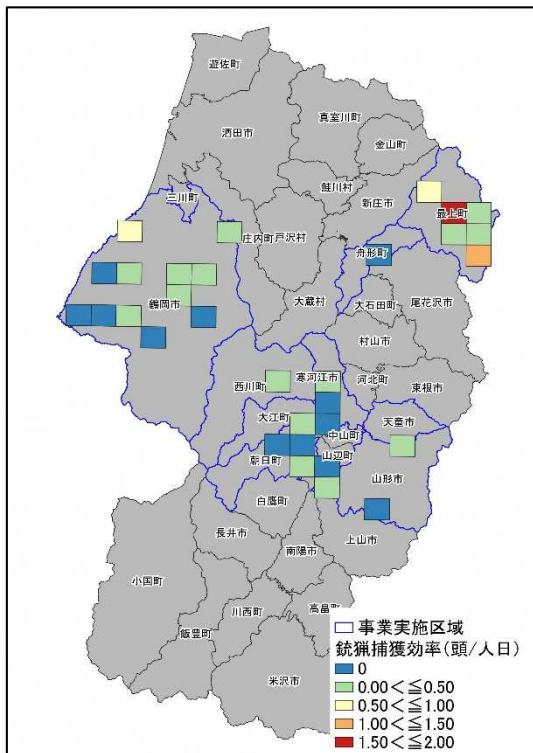 遊佐町
酒田市
真室川町
金山町
鮭川村
新庄市
三川町
最上町
庄内町
戸沢村
舟形町
大蔵村
大石田町
尾花沢市
鶴岡市
村山市
西川町
寒河江市
河北町
東根市
大江町
天童市
中山町
朝日町
山辺町
山形市
白鷹町
長井市
上山市
南陽市
小国町
高畠
川西町
飯豊町
米沢市
事業実施区域
銃猟捕獲効率(頭/人日)
0
0.00<≦0.50
0.50<≦1.00
1.00<≦1.50
1.50<≦2.00